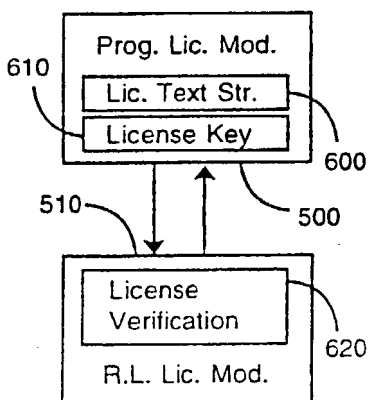 Prog. Lic. Mod.
610
Lic. Text Str.
License Key
600
510
500
License
Verification
620
R.L. Lic. Mod.